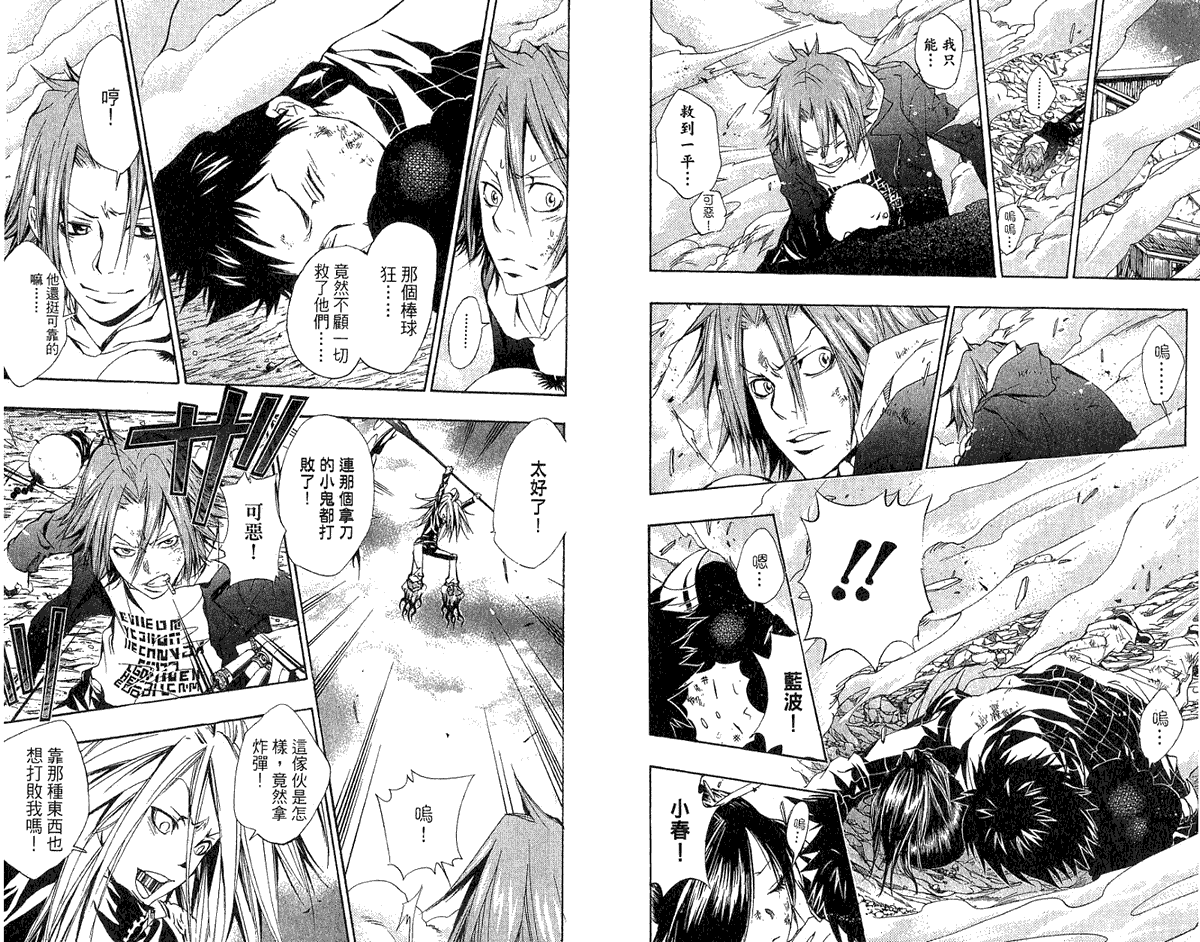 ………
嗚
嗚…
我只
能…
救到一平…
可惡！
嗚………
!!
嗚…
嗯…
藍波！
嗚…
小春！
………
那個棒球
狂……
竟然不顧一切
救了他們……
哼！
他還挺可靠的
嘛……
太好了！
連那個拿刀
的小鬼都打
敗了！
可惡！
嗚！
這傢伙是怎
樣，竟然拿
炸彈！
靠那種東西也
想打敗我嗎！